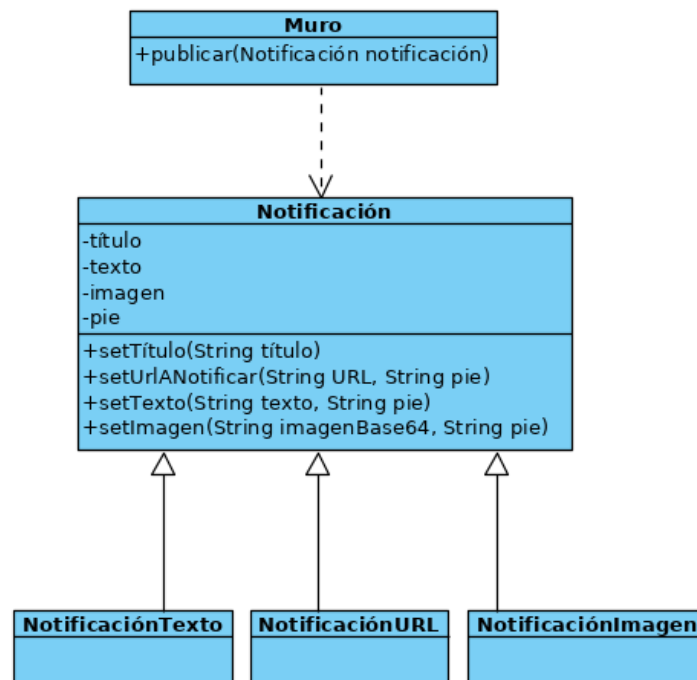 Muro
+publicar(Notificación notificación)
Notificación
-título
-texto
-imagen
-pie
+setTítulo(String título)
+setUrlANotificar(String URL, String pie)
+setTexto(String texto, String pie)
+setImagen(String imagenBase64, String pie)
NotificaciónTexto
NotificaciónURL
NotificaciónImagen